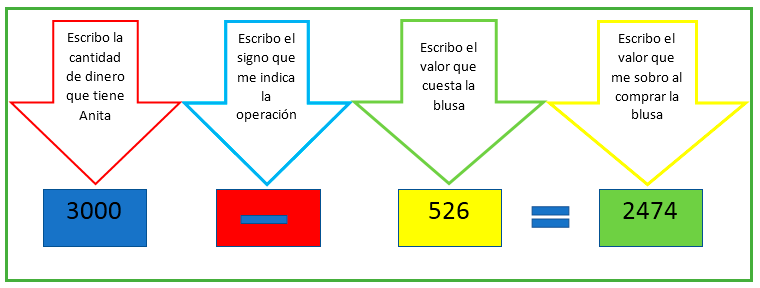 Escribo la
cantidad
de dinero
que tiene
Anita
Escribo el
signo que
me indica
la
operación
Escribo el
valor que
cuesta la
blusa
Escribo el
valor que
me sobro al
comprar la
blusa
3000 — 526 = 2474